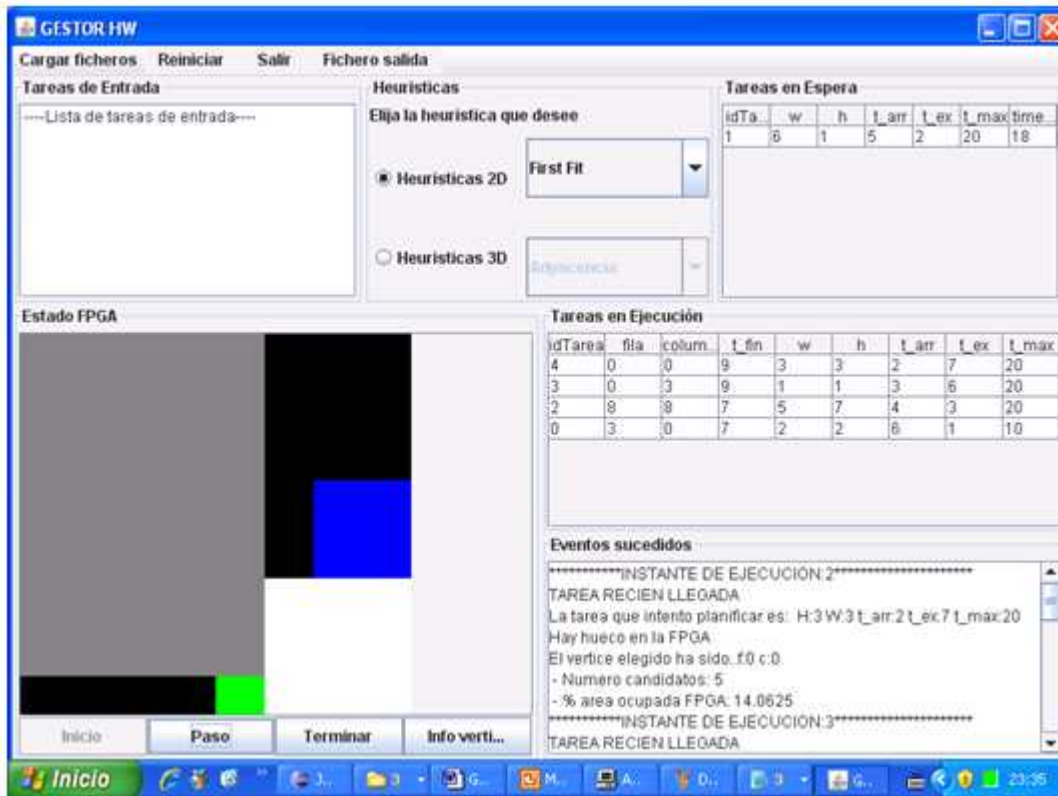 GESTOR HW
Cargar ficheros Reiniciar Salir Fichero salida
Tareas de Entrada
----Lista de tareas de entrada----
Heurísticas
Elija la heurística que desee
Heurísticas 2D
First Fit
Heurísticas 3D
Adyacencia
Tareas en Espera
idTa... w h t_arr t_ex t_max time...
1 6 1 5 2 20 18
Estado FPGA
Tareas en Ejecución
idTarea fila colum... t_fin w h t_arr t_ex t_max
4 0 0 9 3 3 2 7 20
3 0 3 9 1 1 3 6 20
2 8 8 7 5 7 4 3 20
0 3 0 7 2 2 6 1 10
Eventos sucedidos
***********INSTANTE DE EJECUCION:2**********************
TAREA RECIEN LLEGADA
La tarea que intento planificar es: H:3 W:3 t_arr:2 t_ex:7 t_max:20
Hay hueco en la FPGA
El vertice elegido ha sido..f:0 c:0
- Numero candidatos: 5
- % area ocupada FPGA: 14.0625
***********INSTANTE DE EJECUCION:3**********************
TAREA RECIEN LLEGADA
Inicio Paso Terminar Info verti...
Inicio J... 3 G... M... A... D... 3 G... 23:35